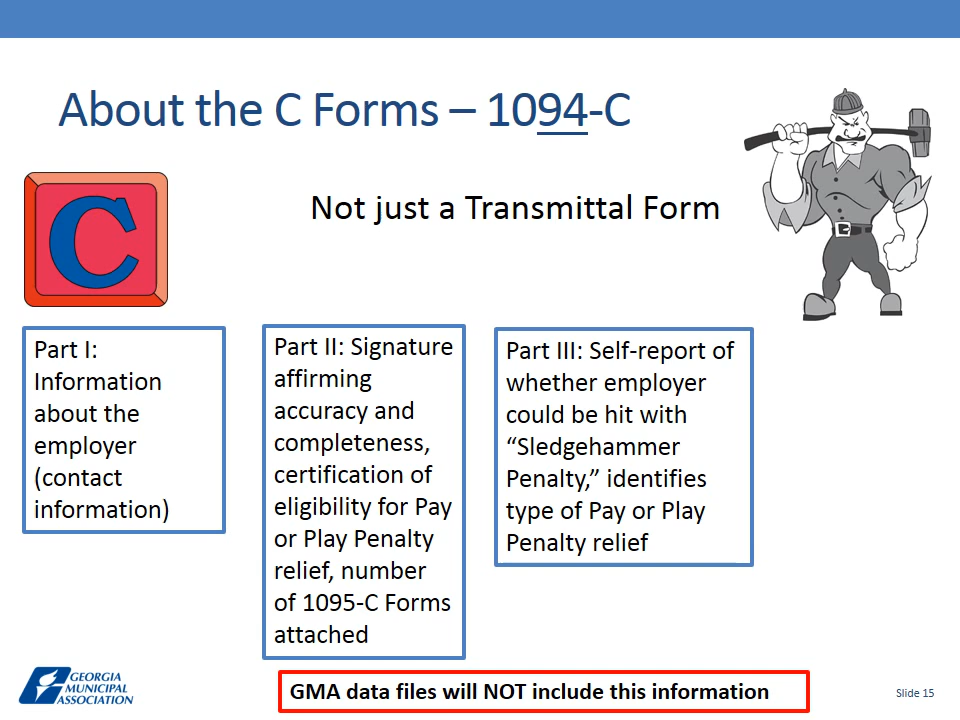 About the C Forms – 1094-C
Not just a Transmittal Form
C
Part I:
Information
about the
employer
(contact
information)
Part II: Signature
affirming
accuracy and
completeness,
certification of
eligibility for Pay
or Play Penalty
relief, number
of 1095-C Forms
attached
Part III: Self-report of
whether employer
could be hit with
“Sledgehammer
Penalty,” identifies
type of Pay or Play
Penalty relief
GEORGIA
MUNICIPAL
ASSOCIATION
GMA data files will NOT include this information
Slide 15